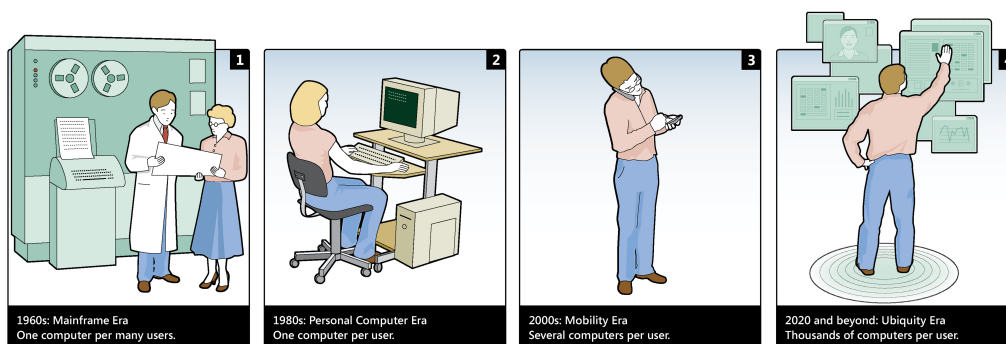 1
2
3
4
1960s: Mainframe Era
One computer per many users.
1980s: Personal Computer Era
One computer per user.
2000s: Mobility Era
Several computers per user.
2020 and beyond: Ubiquity Era
Thousands of computers per user.